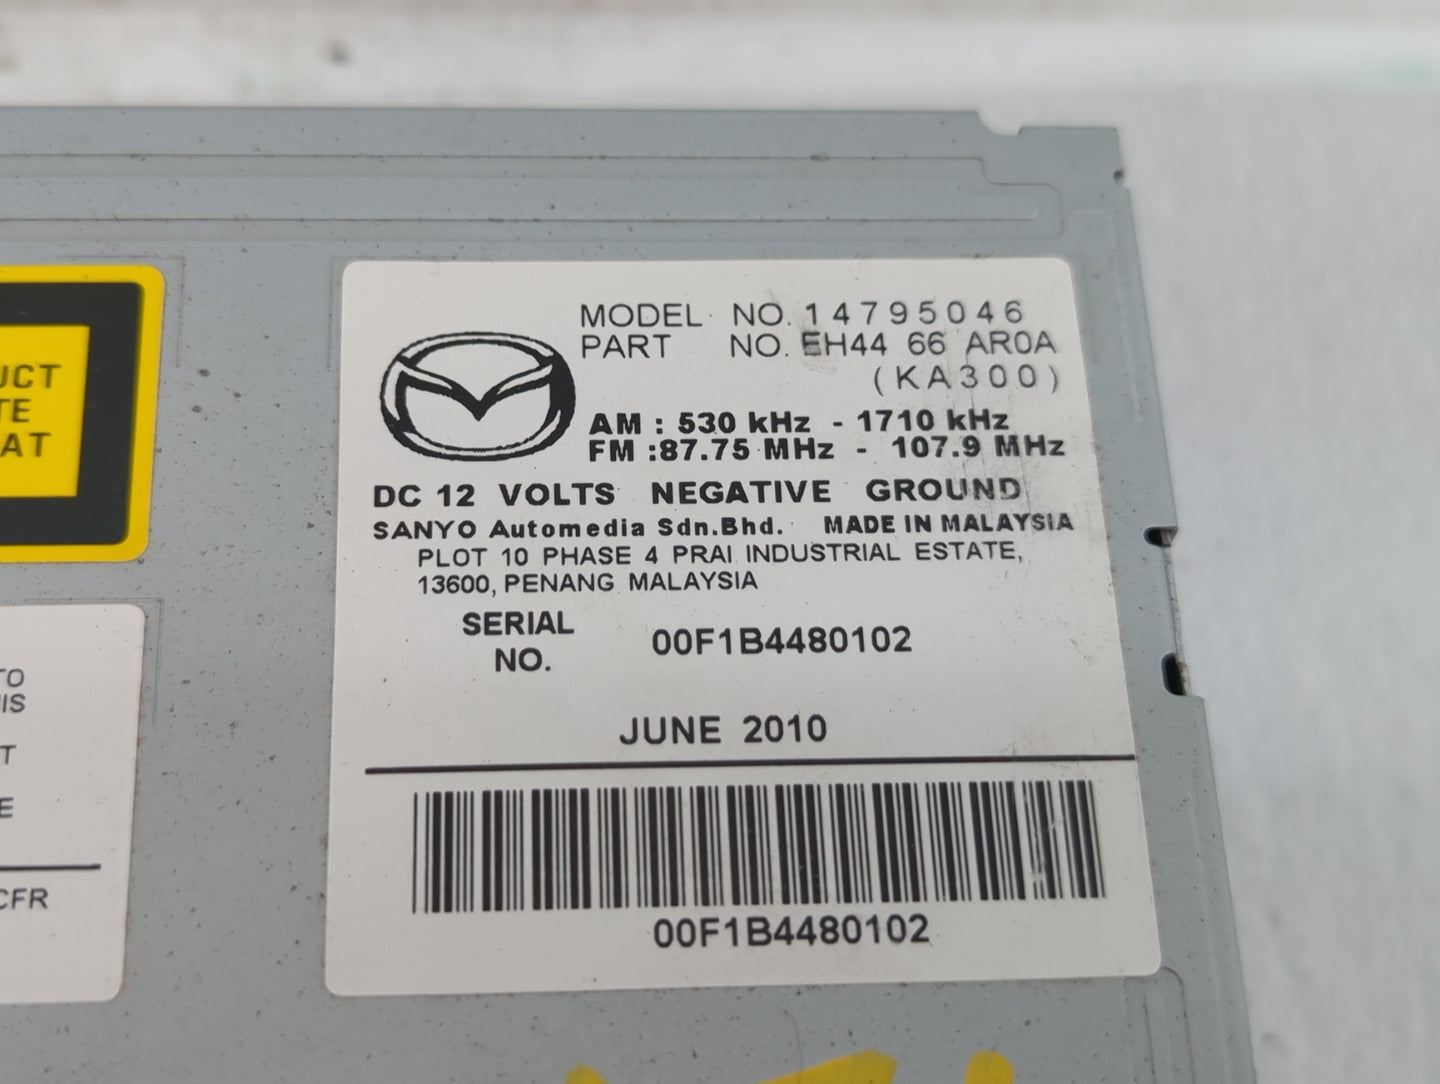 UCT
TE
AT
TO
IS
T
E
CFR
MODEL NO. 14795046
PART NO. EH44 66 AR0A
(KA300)
AM : 530 kHz - 1710 kHz
FM :87.75 MHz - 107.9 MHz
DC 12 VOLTS NEGATIVE GROUND
SANYO Automedia Sdn.Bhd. MADE IN MALAYSIA
PLOT 10 PHASE 4 PRAI INDUSTRIAL ESTATE,
13600, PENANG MALAYSIA
SERIAL
NO. 00F1B4480102
JUNE 2010
00F1B4480102